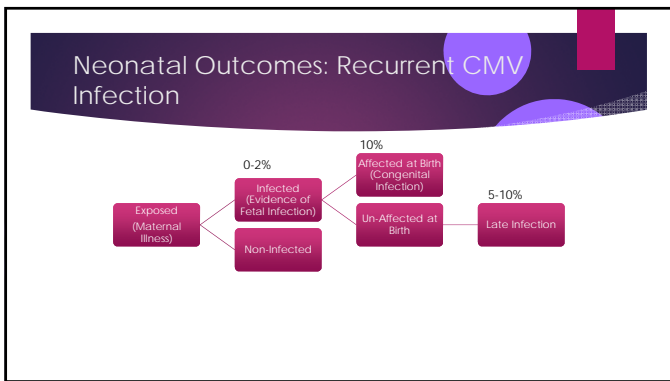 Neonatal Outcomes: Recurrent CMV
Infection
10%
0-2%
Affected at Birth
(Congenital
Infection)
Infected
(Evidence of
Fetal Infection)
5-10%
Exposed
(Maternal
Illness)
Un-Affected at
Birth
Late Infection
Non-Infected